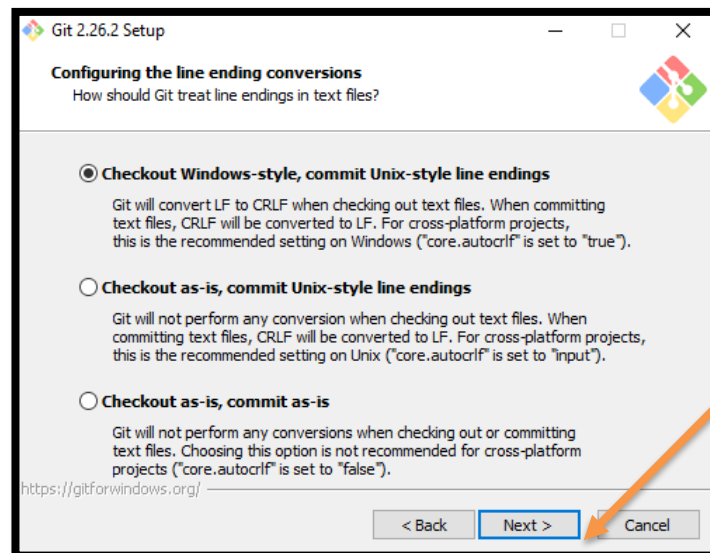 Git 2.26.2 Setup
Configuring the line ending conversions
How should Git treat line endings in text files?
Checkout Windows-style, commit Unix-style line endings
Git will convert LF to CRLF when checking out text files. When committing
text files, CRLF will be converted to LF. For cross-platform projects,
this is the recommended setting on Windows ("core.autocrlf" is set to "true").
Checkout as-is, commit Unix-style line endings
Git will not perform any conversion when checking out text files. When
committing text files, CRLF will be converted to LF. For cross-platform projects,
this is the recommended setting on Unix ("core.autocrlf" is set to "input").
Checkout as-is, commit as-is
Git will not perform any conversions when checking out or committing
text files. Choosing this option is not recommended for cross-platform
projects ("core.autocrlf" is set to "false").
https://gitforwindows.org/
< Back Next > Cancel